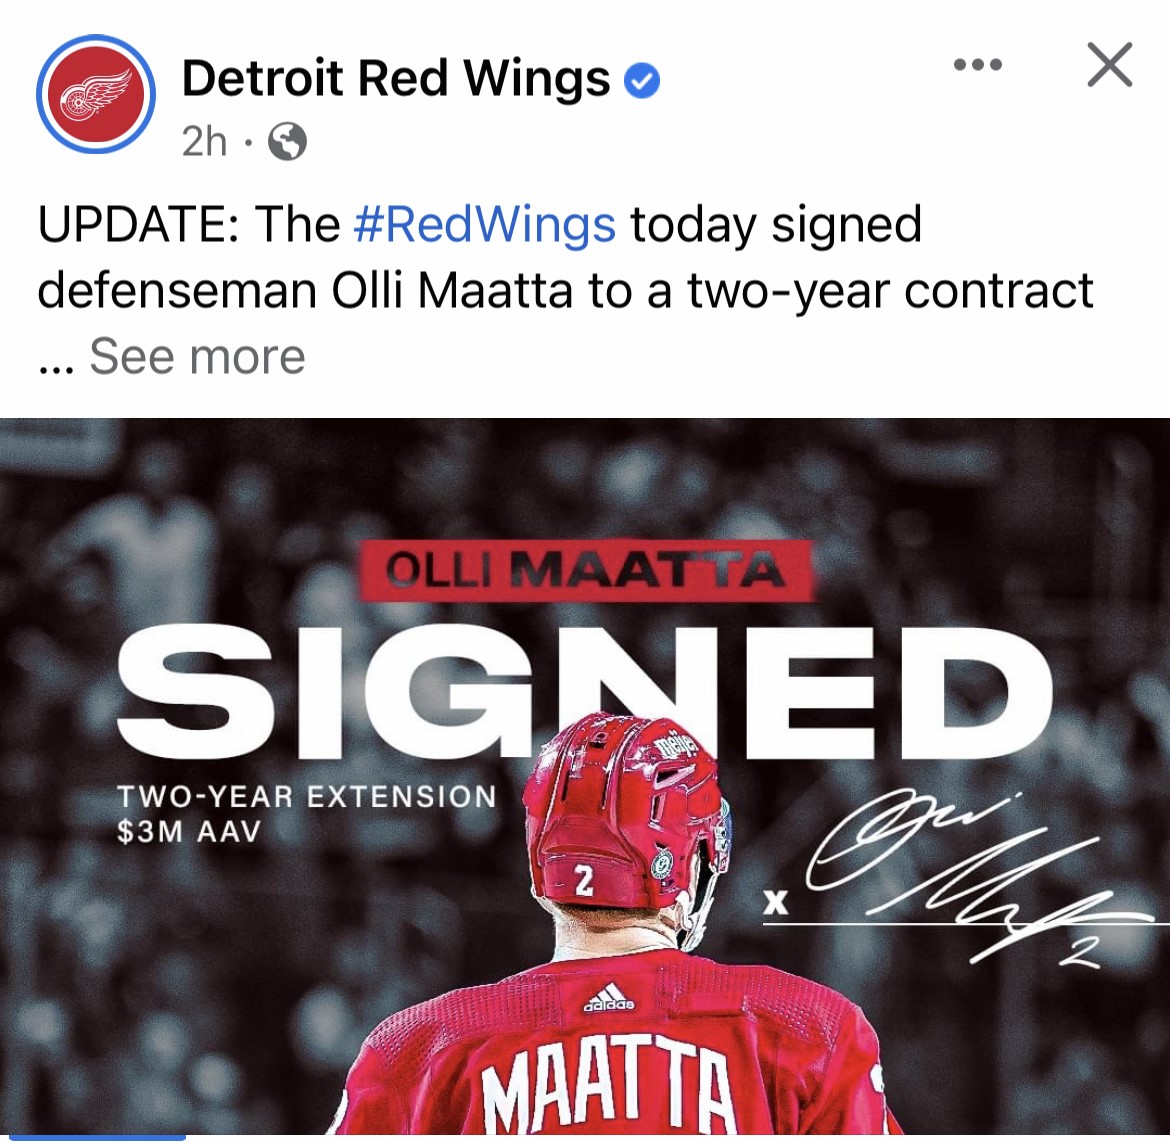 Detroit Red Wings
2h ·
UPDATE: The #RedWings today signed
defenseman Olli Maatta to a two-year contract
... See more
OLLI MAATTA
SIGNED
TWO-YEAR EXTENSION
$3M AAV
meijer
2
x
2
adidas
MAATTA